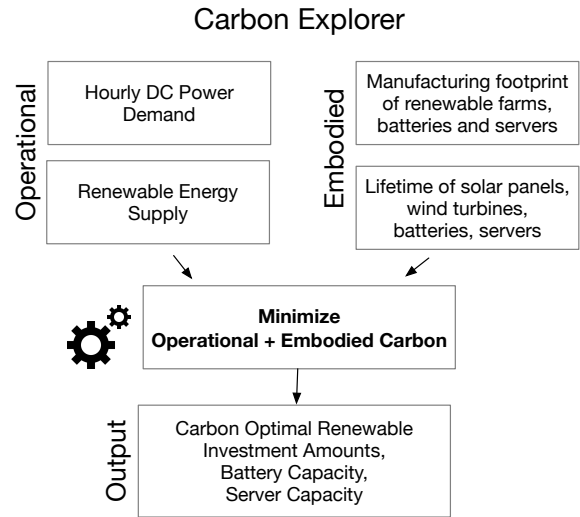 Carbon Explorer
Operational
Hourly DC Power
Demand
Renewable Energy
Supply
Embodied
Manufacturing footprint
of renewable farms,
batteries and servers
Lifetime of solar panels,
wind turbines,
batteries, servers
Minimize
Operational + Embodied Carbon
Output
Carbon Optimal Renewable
Investment Amounts,
Battery Capacity,
Server Capacity